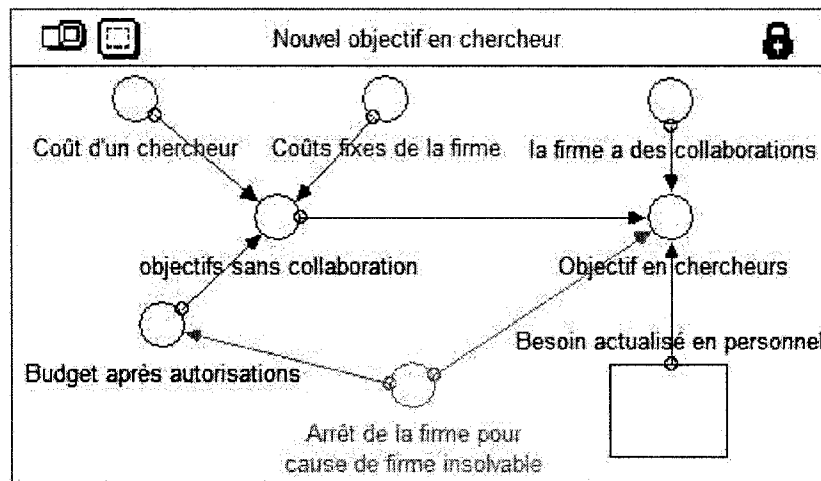 Nouvel objectif en chercheur
Coût d'un chercheur
Coûts fixes de la firme
la firme a des collaborations
objectifs sans collaboration
Objectif en chercheurs
Besoin actualisé en personnel
Budget après autorisations
Arrêt de la firme pour
cause de firme insolvable